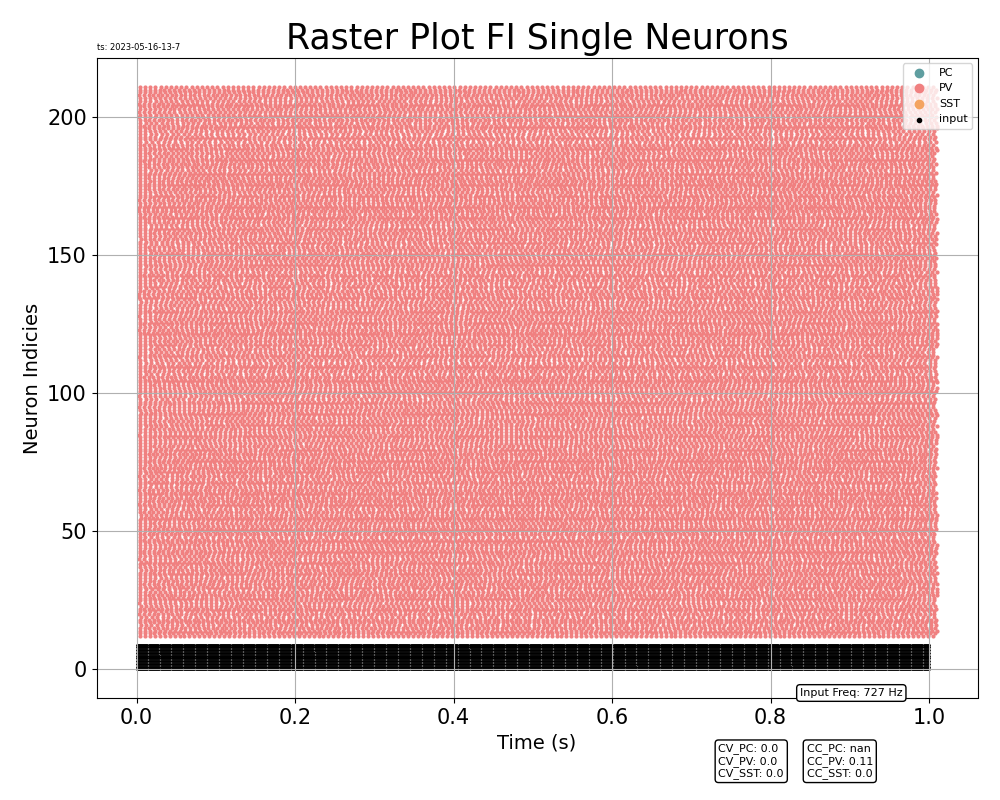 Raster Plot FI Single Neurons
ts: 2023-05-16-13-7
PC
PV
SST
input
200
150
100
50
0
Neuron Indicies
Input Freq: 727 Hz
0.0 0.2 0.4 0.6 0.8 1.0
Time (s)
CV_PC: 0.0
CV_PV: 0.0
CV_SST: 0.0
CC_PC: nan
CC_PV: 0.11
CC_SST: 0.0